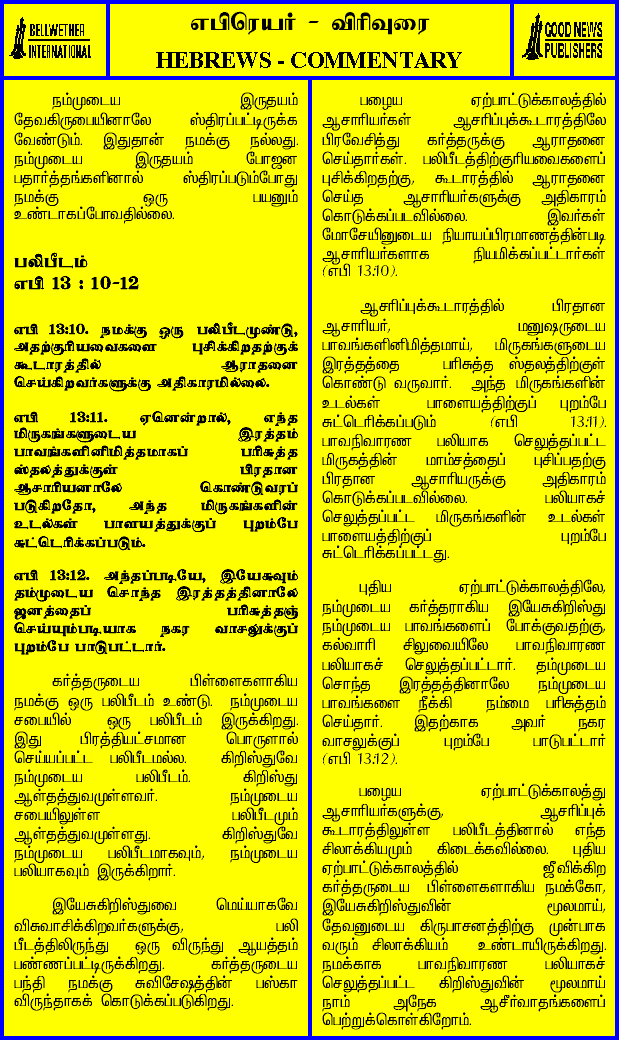 BELLWETHER
INTERNATIONAL
எபிரெயர் - விரிவுரை
HEBREWS - COMMENTARY
GOOD NEWS
PUBLISHERS
நம்முடைய இருதயம்
தேவகிருபையினாலே ஸ்திரப்பட்டிருக்க
வேண்டும். இதுதான் நமக்கு நல்லது.
நம்முடைய இருதயம் போஜன
பதார்த்தங்களினால் ஸ்திரப்படும்போது
நமக்கு ஒரு பயனும்
உண்டாகப்போவதில்லை.
பலிபீடம்
எபி 13 : 10-12
எபி 13:10. நமக்கு ஒரு பலிபீடமுண்டு,
அதற்குரியவைகளை புசிக்கிறதற்குக்
கூடாரத்தில் ஆராதனை
செய்கிறவர்களுக்கு அதிகாரமில்லை.
எபி 13:11. ஏனென்றால், எந்த
மிருகங்களுடைய இரத்தம்
பாவங்களினிமித்தமாகப் பரிசுத்த
ஸ்தலத்துக்குள் பிரதான
ஆசாரியனாலே கொண்டுவரப்
படுகிறதோ, அந்த மிருகங்களின்
உடல்கள் பாளயத்துக்குப் புறம்பே
சுட்டெரிக்கப்படும்.
எபி 13:12. அந்தப்படியே, இயேசுவும்
தம்முடைய சொந்த இரத்தத்தினாலே
ஜனத்தைப் பரிசுத்தஞ்
செய்யும்படியாக நகர வாசலுக்குப்
புறம்பே பாடுபட்டார்.
கர்த்தருடைய பிள்ளைகளாகிய
நமக்கு ஒரு பலிபீடம் உண்டு. நம்முடைய
சபையில் ஒரு பலிபீடம் இருக்கிறது.
இது பிரத்தியட்சமான பொருளால்
செய்யப்பட்ட பலிபீடமல்ல. கிறிஸ்துவே
நம்முடைய பலிபீடம். கிறிஸ்து
ஆள்தத்துவமுள்ளவர். நம்முடைய
சபையிலுள்ள பலிபீடமும்
ஆள்தத்துவமுள்ளது. கிறிஸ்துவே
நம்முடைய பலிபீடமாகவும், நம்முடைய
பலியாகவும் இருக்கிறார்.
இயேசுகிறிஸ்துவை மெய்யாகவே
விசுவாசிக்கிறவர்களுக்கு, பலி
பீடத்திலிருந்து ஒரு விருந்து ஆயத்தம்
பண்ணப்பட்டிருக்கிறது. கர்த்தருடைய
பந்தி நமக்கு சுவிசேஷத்தின் பஸ்கா
விருந்தாகக் கொடுக்கப்படுகிறது.
பழைய ஏற்பாட்டுக்காலத்தில்
ஆசாரியர்கள் ஆசரிப்புக்கூடாரத்திலே
பிரவேசித்து கர்த்தருக்கு ஆராதனை
செய்தார்கள். பலிபீடத்திற்குரியவைகளைப்
புசிக்கிறதற்கு, கூடாரத்தில் ஆராதனை
செய்த ஆசாரியர்களுக்கு அதிகாரம்
கொடுக்கப்படவில்லை. இவர்கள்
மோசேயினுடைய நியாயப்பிரமாணத்தின்படி
ஆசாரியர்களாக நியமிக்கப்பட்டார்கள்
(எபி 13:10).
ஆசரிப்புக்கூடாரத்தில் பிரதான
ஆசாரியர், மனுஷருடைய
பாவங்களினிமித்தமாய், மிருகங்களுடைய
இரத்தத்தை பரிசுத்த ஸ்தலத்திற்குள்
கொண்டு வருவார். அந்த மிருகங்களின்
உடல்கள் பாளையத்திற்குப் புறம்பே
சுட்டெரிக்கப்படும் (எபி 13:11).
பாவநிவாரண பலியாக செலுத்தப்பட்ட
மிருகத்தின் மாம்சத்தைப் புசிப்பதற்கு
பிரதான ஆசாரியருக்கு அதிகாரம்
கொடுக்கப்படவில்லை. பலியாகச்
செலுத்தப்பட்ட மிருகங்களின் உடல்கள்
பாளையத்திற்குப் புறம்பே
சுட்டெரிக்கப்பட்டது.
புதிய ஏற்பாட்டுக்காலத்திலே,
நம்முடைய கர்த்தராகிய இயேசுகிறிஸ்து
நம்முடைய பாவங்களைப் போக்குவதற்கு,
கல்வாரி சிலுவையிலே பாவநிவாரண
பலியாகச் செலுத்தப்பட்டார். தம்முடைய
சொந்த இரத்தத்தினாலே நம்முடைய
பாவங்களை நீக்கி நம்மை பரிசுத்தம்
செய்தார். இதற்காக அவர் நகர
வாசலுக்குப் புறம்பே பாடுபட்டார்
(எபி 13:12).
பழைய ஏற்பாட்டுக்காலத்து
ஆசாரியர்களுக்கு, ஆசரிப்புக்
கூடாரத்திலுள்ள பலிபீடத்தினால் எந்த
சிலாக்கியமும் கிடைக்கவில்லை. புதிய
ஏற்பாட்டுக்காலத்தில் ஜீவிக்கிற
கர்த்தருடைய பிள்ளைகளாகிய நமக்கோ,
இயேசுகிறிஸ்துவின் மூலமாய்,
தேவனுடைய கிருபாசனத்திற்கு முன்பாக
வரும் சிலாக்கியம் உண்டாயிருக்கிறது.
நமக்காக பாவநிவாரண பலியாகச்
செலுத்தப்பட்ட கிறிஸ்துவின் மூலமாய்
நாம் அநேக ஆசீர்வாதங்களைப்
பெற்றுக்கொள்கிறோம்.